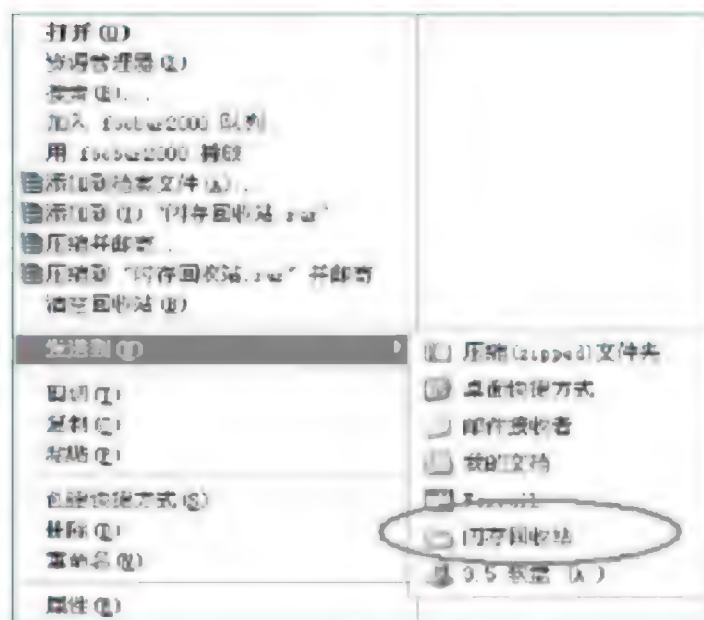 打开(O)
资源管理器(X)
搜索(E)...
加入 foobar2000 队列
用 foobar2000 播放
添加到档案文件(A)...
添加到(T) "闪存回收站.rar"
压缩并邮寄...
压缩到 "闪存回收站.rar" 并邮寄
清空回收站(B)
发送到(N)
剪切(T)
复制(C)
粘贴(P)
创建快捷方式(S)
删除(D)
重命名(M)
属性(R)
压缩(zipped)文件夹
桌面快捷方式
邮件接收者
我的文档
闪存回收站
3.5 软盘 (A)